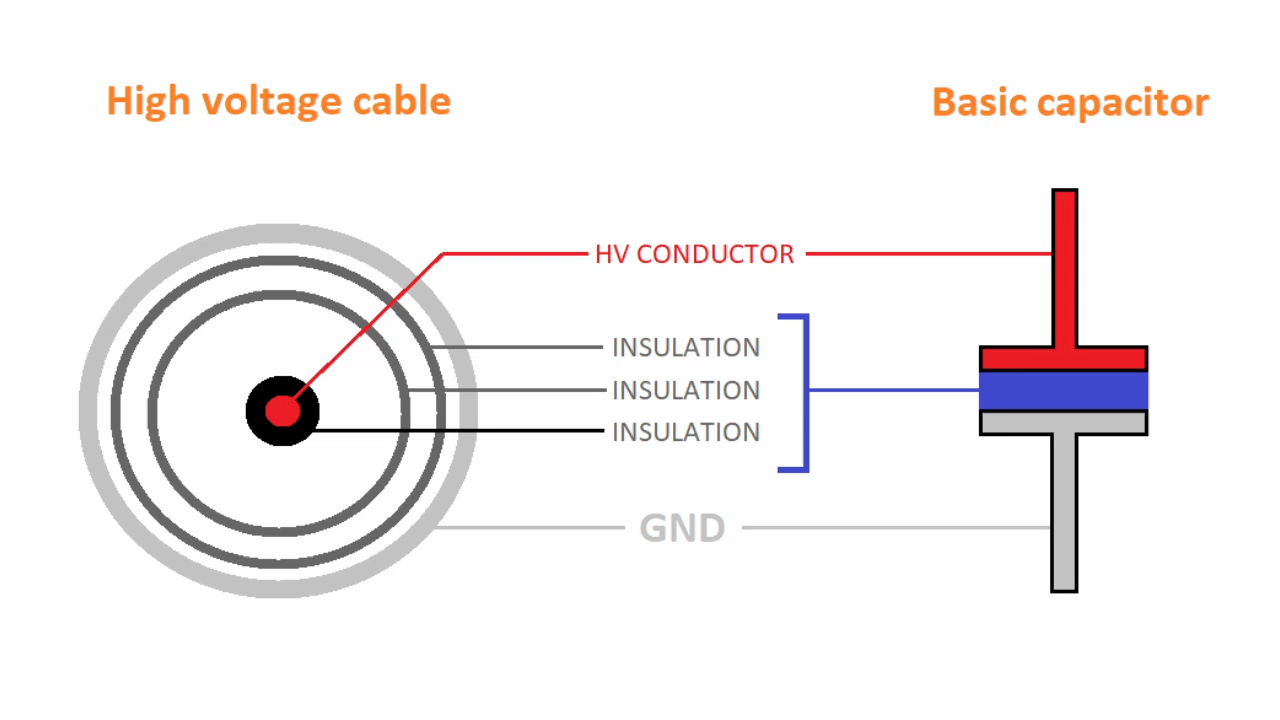 High voltage cable
Basic capacitor
HV CONDUCTOR
INSULATION
INSULATION
INSULATION
GND